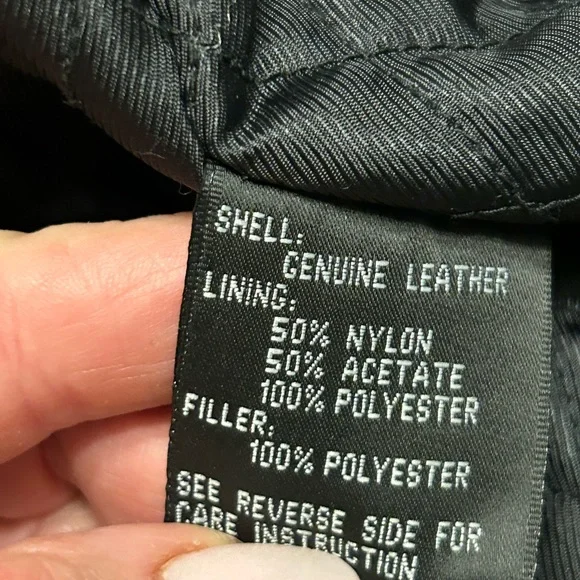 SHELL:
GENUINE LEATHER
LINING:
50% NYLON
50% ACETATE
100% POLYESTER
FILLER:
100% POLYESTER
SEE REVERSE SIDE FOR
CARE INSTRUCTION